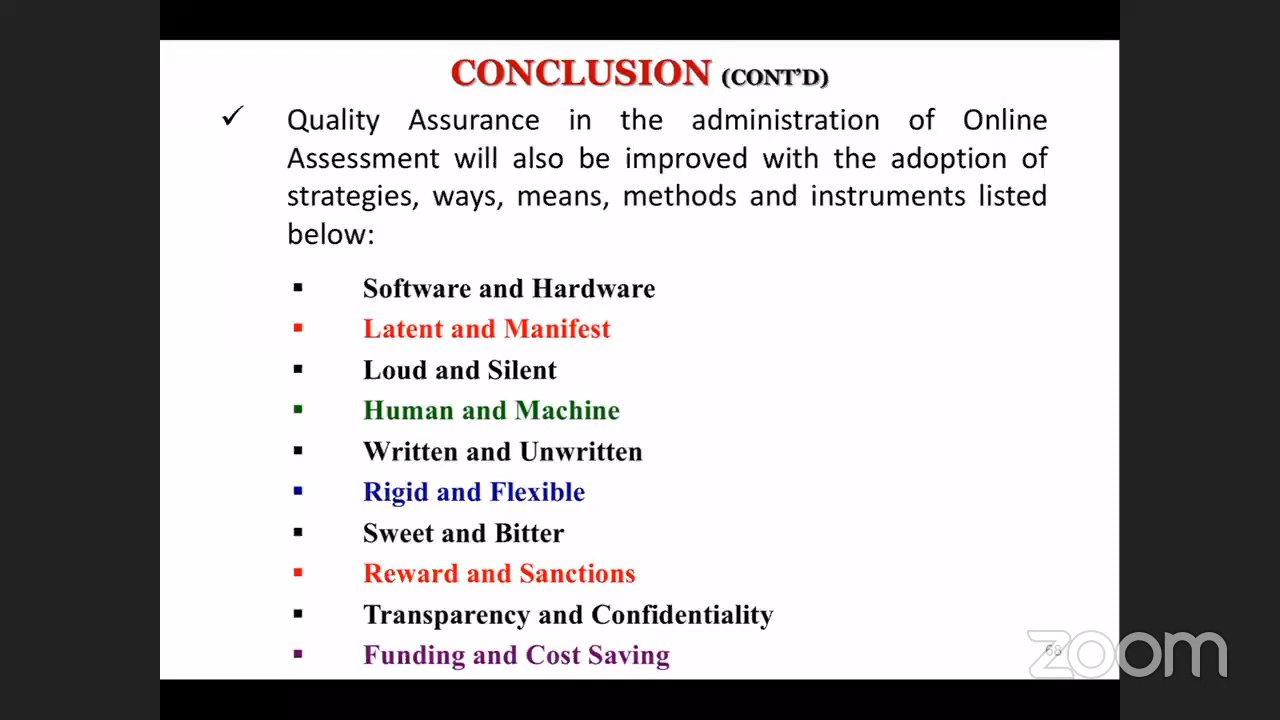 CONCLUSION (CONT'D)
✓ Quality Assurance in the administration of Online
Assessment will also be improved with the adoption of
strategies, ways, means, methods and instruments listed
below:
▪ Software and Hardware
▪ Latent and Manifest
▪ Loud and Silent
▪ Human and Machine
▪ Written and Unwritten
▪ Rigid and Flexible
▪ Sweet and Bitter
▪ Reward and Sanctions
▪ Transparency and Confidentiality
▪ Funding and Cost Saving
68
zoom